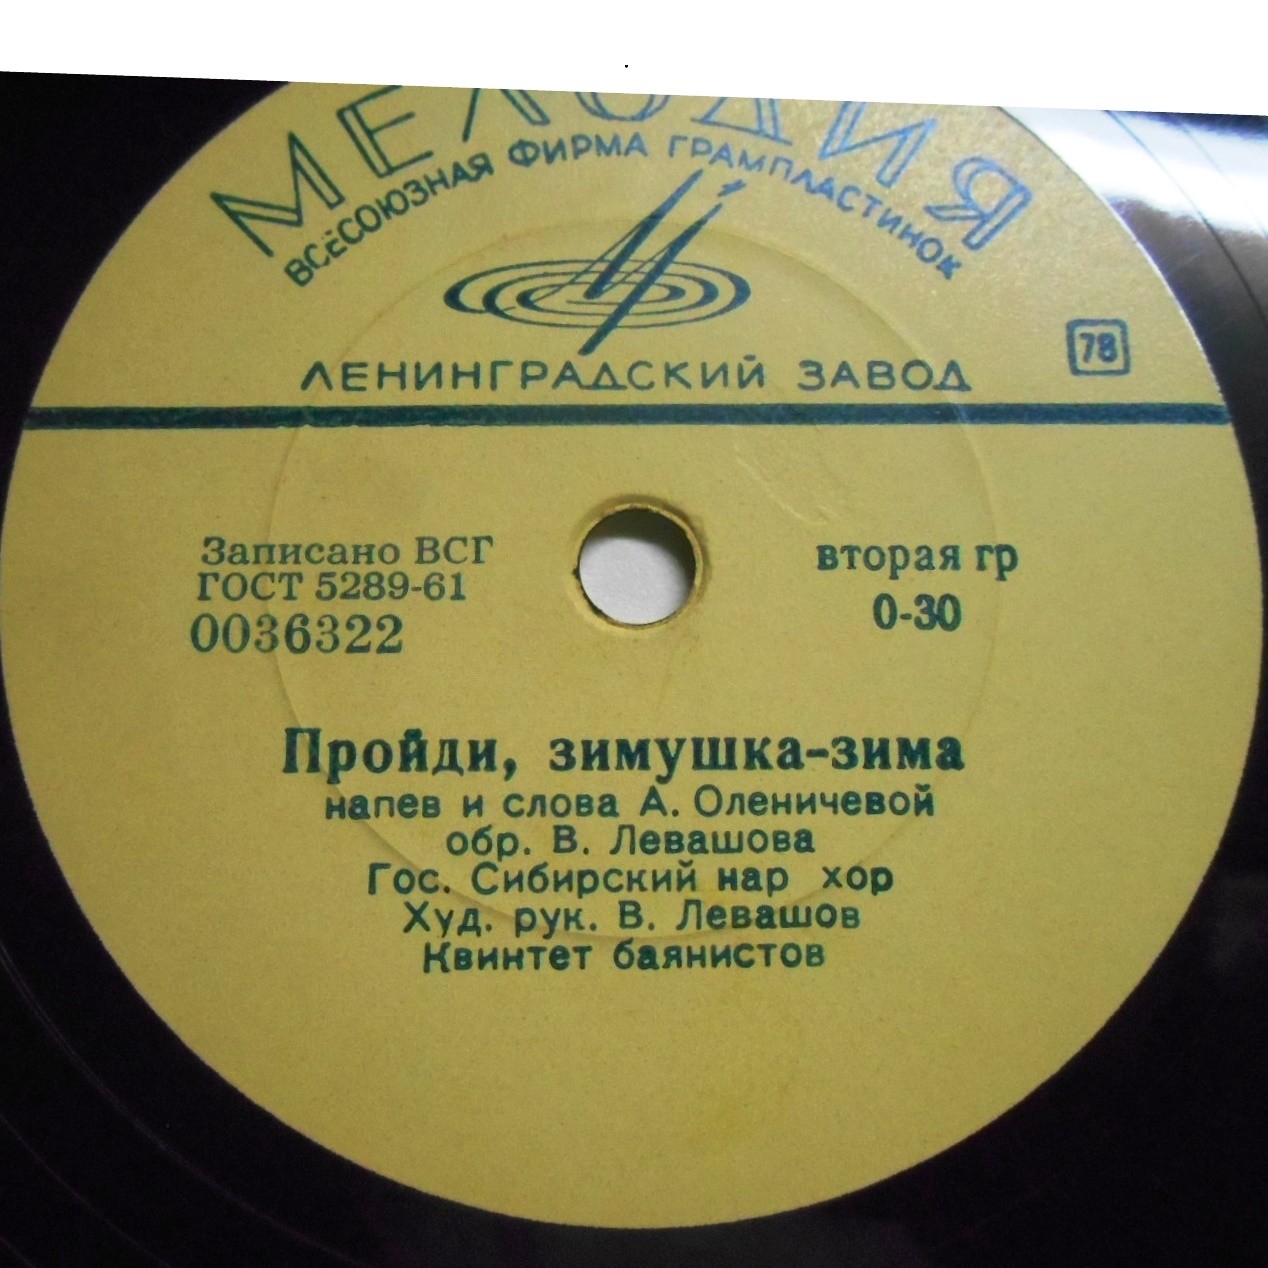 МЕЛОДИЯ
ВСЕСОЮЗНАЯ ФИРМА ГРАМПЛАСТИНОК
ЛЕНИНГРАДСКИЙ ЗАВОД
78
Записано ВСГ
ГОСТ 5289-61
0036322
вторая гр
0-30
Пройди, зимушка-зима
напев и слова А. Оленичевой
обр. В. Левашова
Гос. Сибирский нар хор
Худ. рук. В. Левашов
Квинтет баянистов